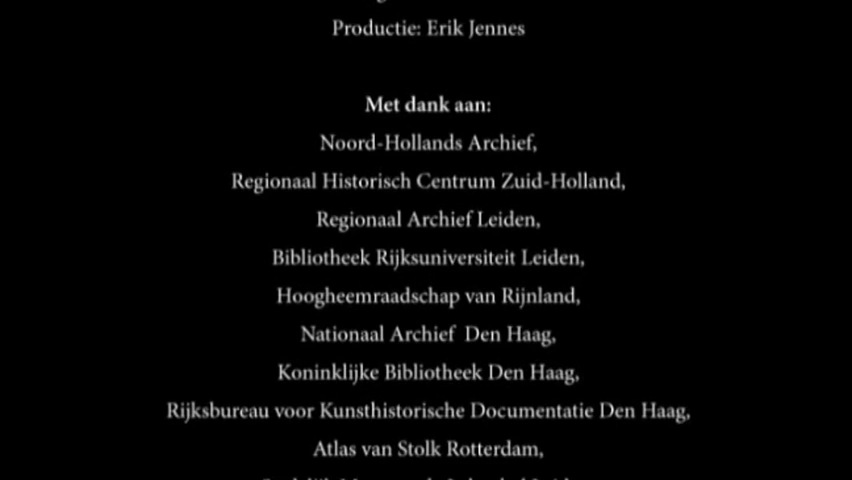 Productie: Erik Jennes
Met dank aan:
Noord-Hollands Archief,
Regionaal Historisch Centrum Zuid-Holland,
Regionaal Archief Leiden,
Bibliotheek Rijksuniversiteit Leiden,
Hoogheemraadschap van Rijnland,
Nationaal Archief  Den Haag,
Koninklijke Bibliotheek Den Haag,
Rijksbureau voor Kunsthistorische Documentatie Den Haag,
Atlas van Stolk Rotterdam,